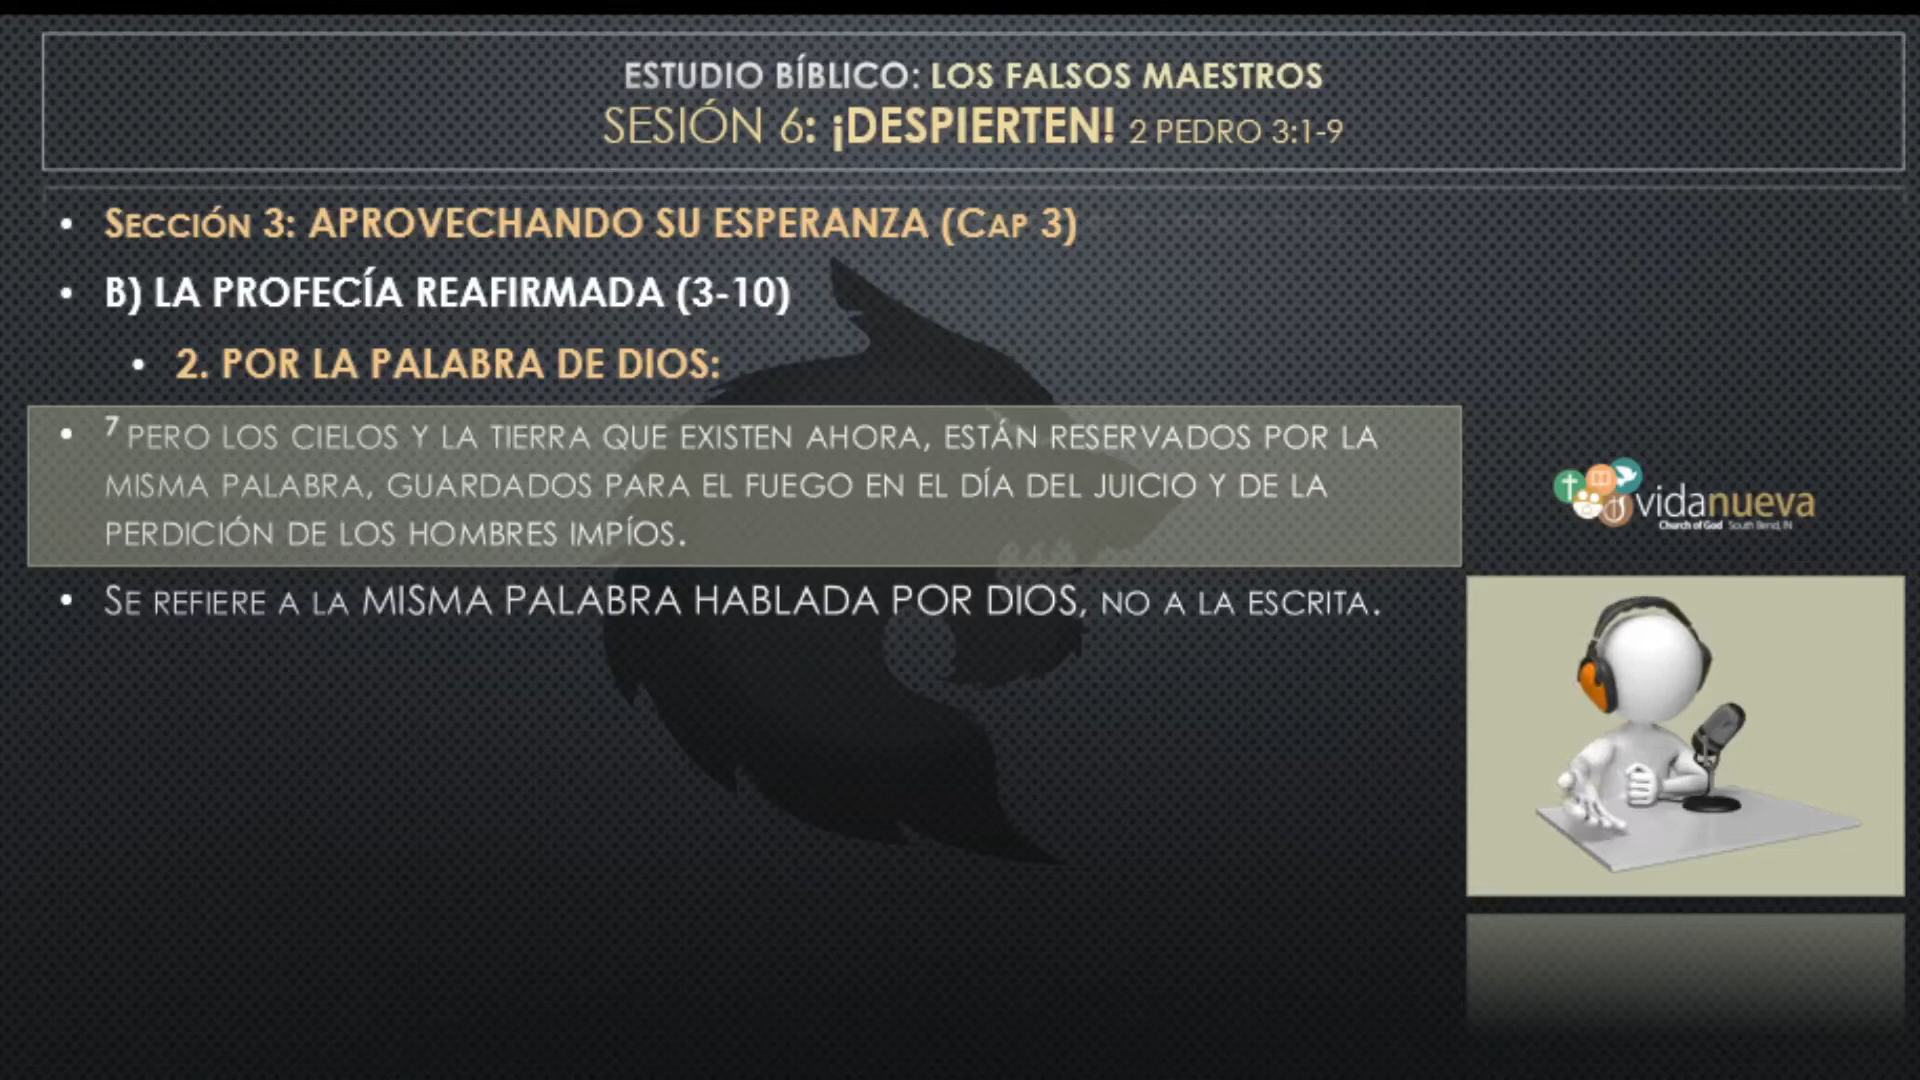 ESTUDIO BÍBLICO: LOS FALSOS MAESTROS
SESIÓN 6: ¡DESPIERTEN! 2 PEDRO 3:1-9
• SECCIÓN 3: APROVECHANDO SU ESPERANZA (CAP 3)
• B) LA PROFECÍA REAFIRMADA (3-10)
• 2. POR LA PALABRA DE DIOS:
• 7 PERO LOS CIELOS Y LA TIERRA QUE EXISTEN AHORA, ESTÁN RESERVADOS POR LA
MISMA PALABRA, GUARDADOS PARA EL FUEGO EN EL DÍA DEL JUICIO Y DE LA
PERDICIÓN DE LOS HOMBRES IMPÍOS.
• SE REFIERE A LA MISMA PALABRA HABLADA POR DIOS, NO A LA ESCRITA.
vidanueva
Church of God South Bend, IN